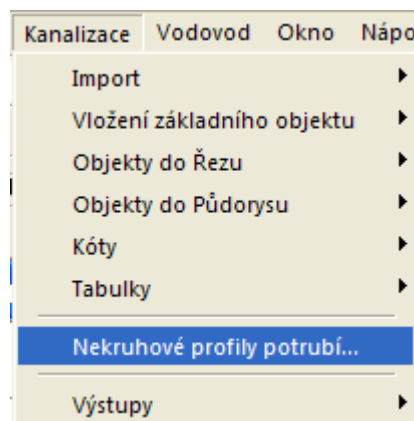 Kanalizace Vodovod Okno Nápo
Import
Vložení základního objektu
Objekty do Řezu
Objekty do Půdorysu
Kóty
Tabulky
Nekruhové profily potrubí...
Výstupy